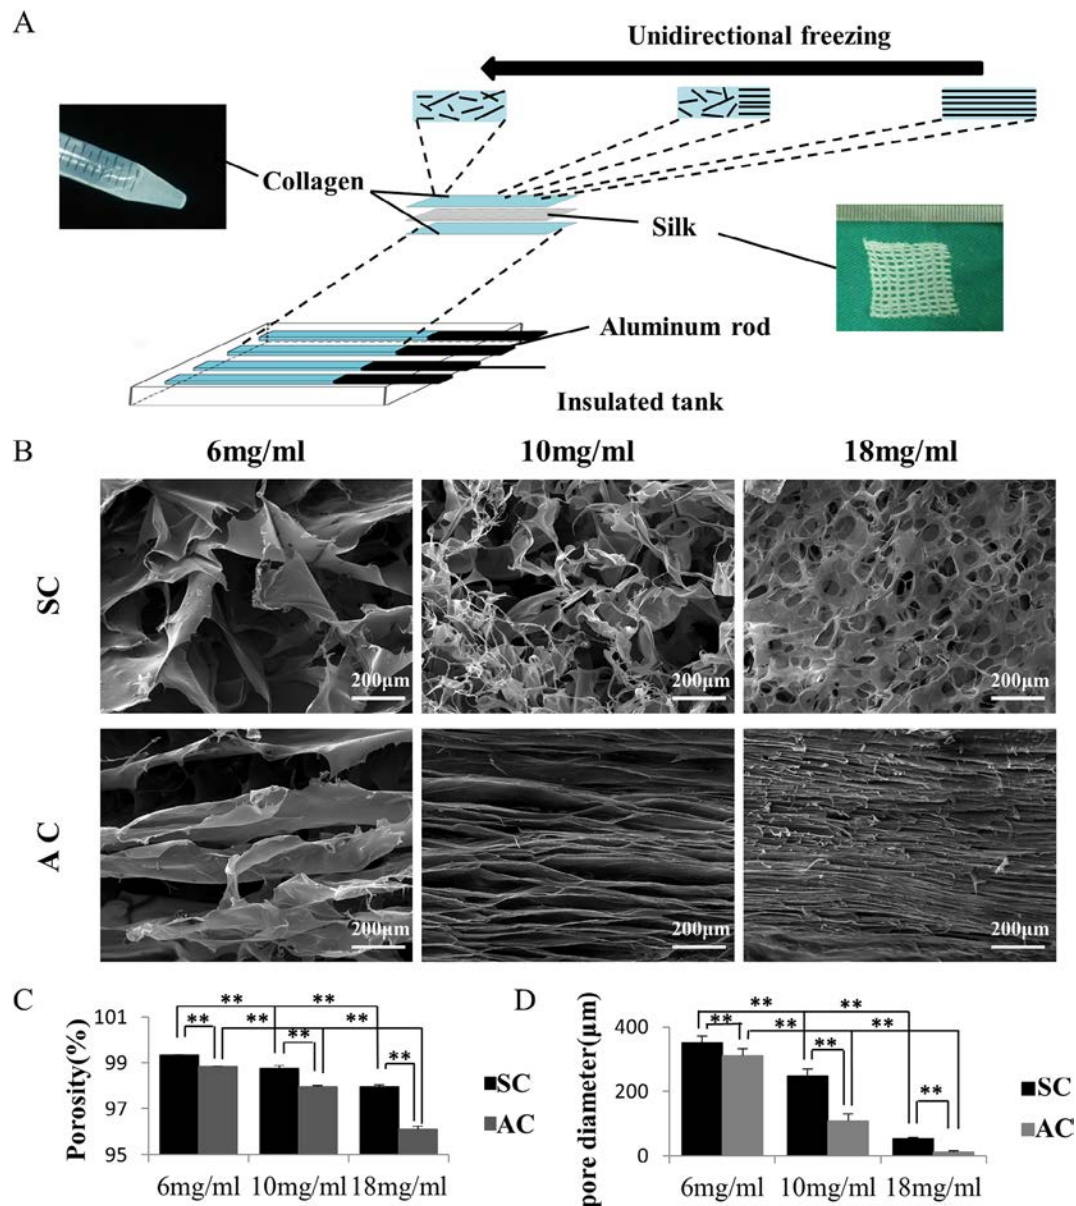 A
Unidirectional freezing
Collagen
Silk
Aluminum rod
Insulated tank
B
6mg/ml
10mg/ml
18mg/ml
SC
200μm
200μm
200μm
AC
200μm
200μm
200μm
C
Porosity(%)
101
99
97
95
** ** ** ** ** ** **
SC
AC
6mg/ml 10mg/ml 18mg/ml
D
pore diameter(μm)
400
200
0
** ** ** ** ** ** **
SC
AC
6mg/ml 10mg/ml 18mg/ml